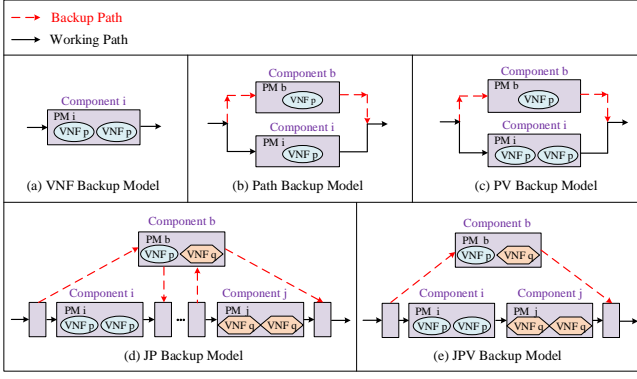 Backup Path
Working Path
Component i
PM i
VNF p VNF p
(a) VNF Backup Model
Component b
PM b
VNF p
Component i
PM i
VNF p
(b) Path Backup Model
Component b
PM b
VNF p
Component i
PM i
VNF p VNF p
(c) PV Backup Model
Component b
PM b
VNF p VNF q
Component i
PM i
VNF p VNF p
...
Component j
PM j
VNF q VNF q
(d) JP Backup Model
Component b
PM b
VNF p VNF q
Component i
PM i
VNF p VNF p
Component j
PM j
VNF q VNF q
(e) JPV Backup Model